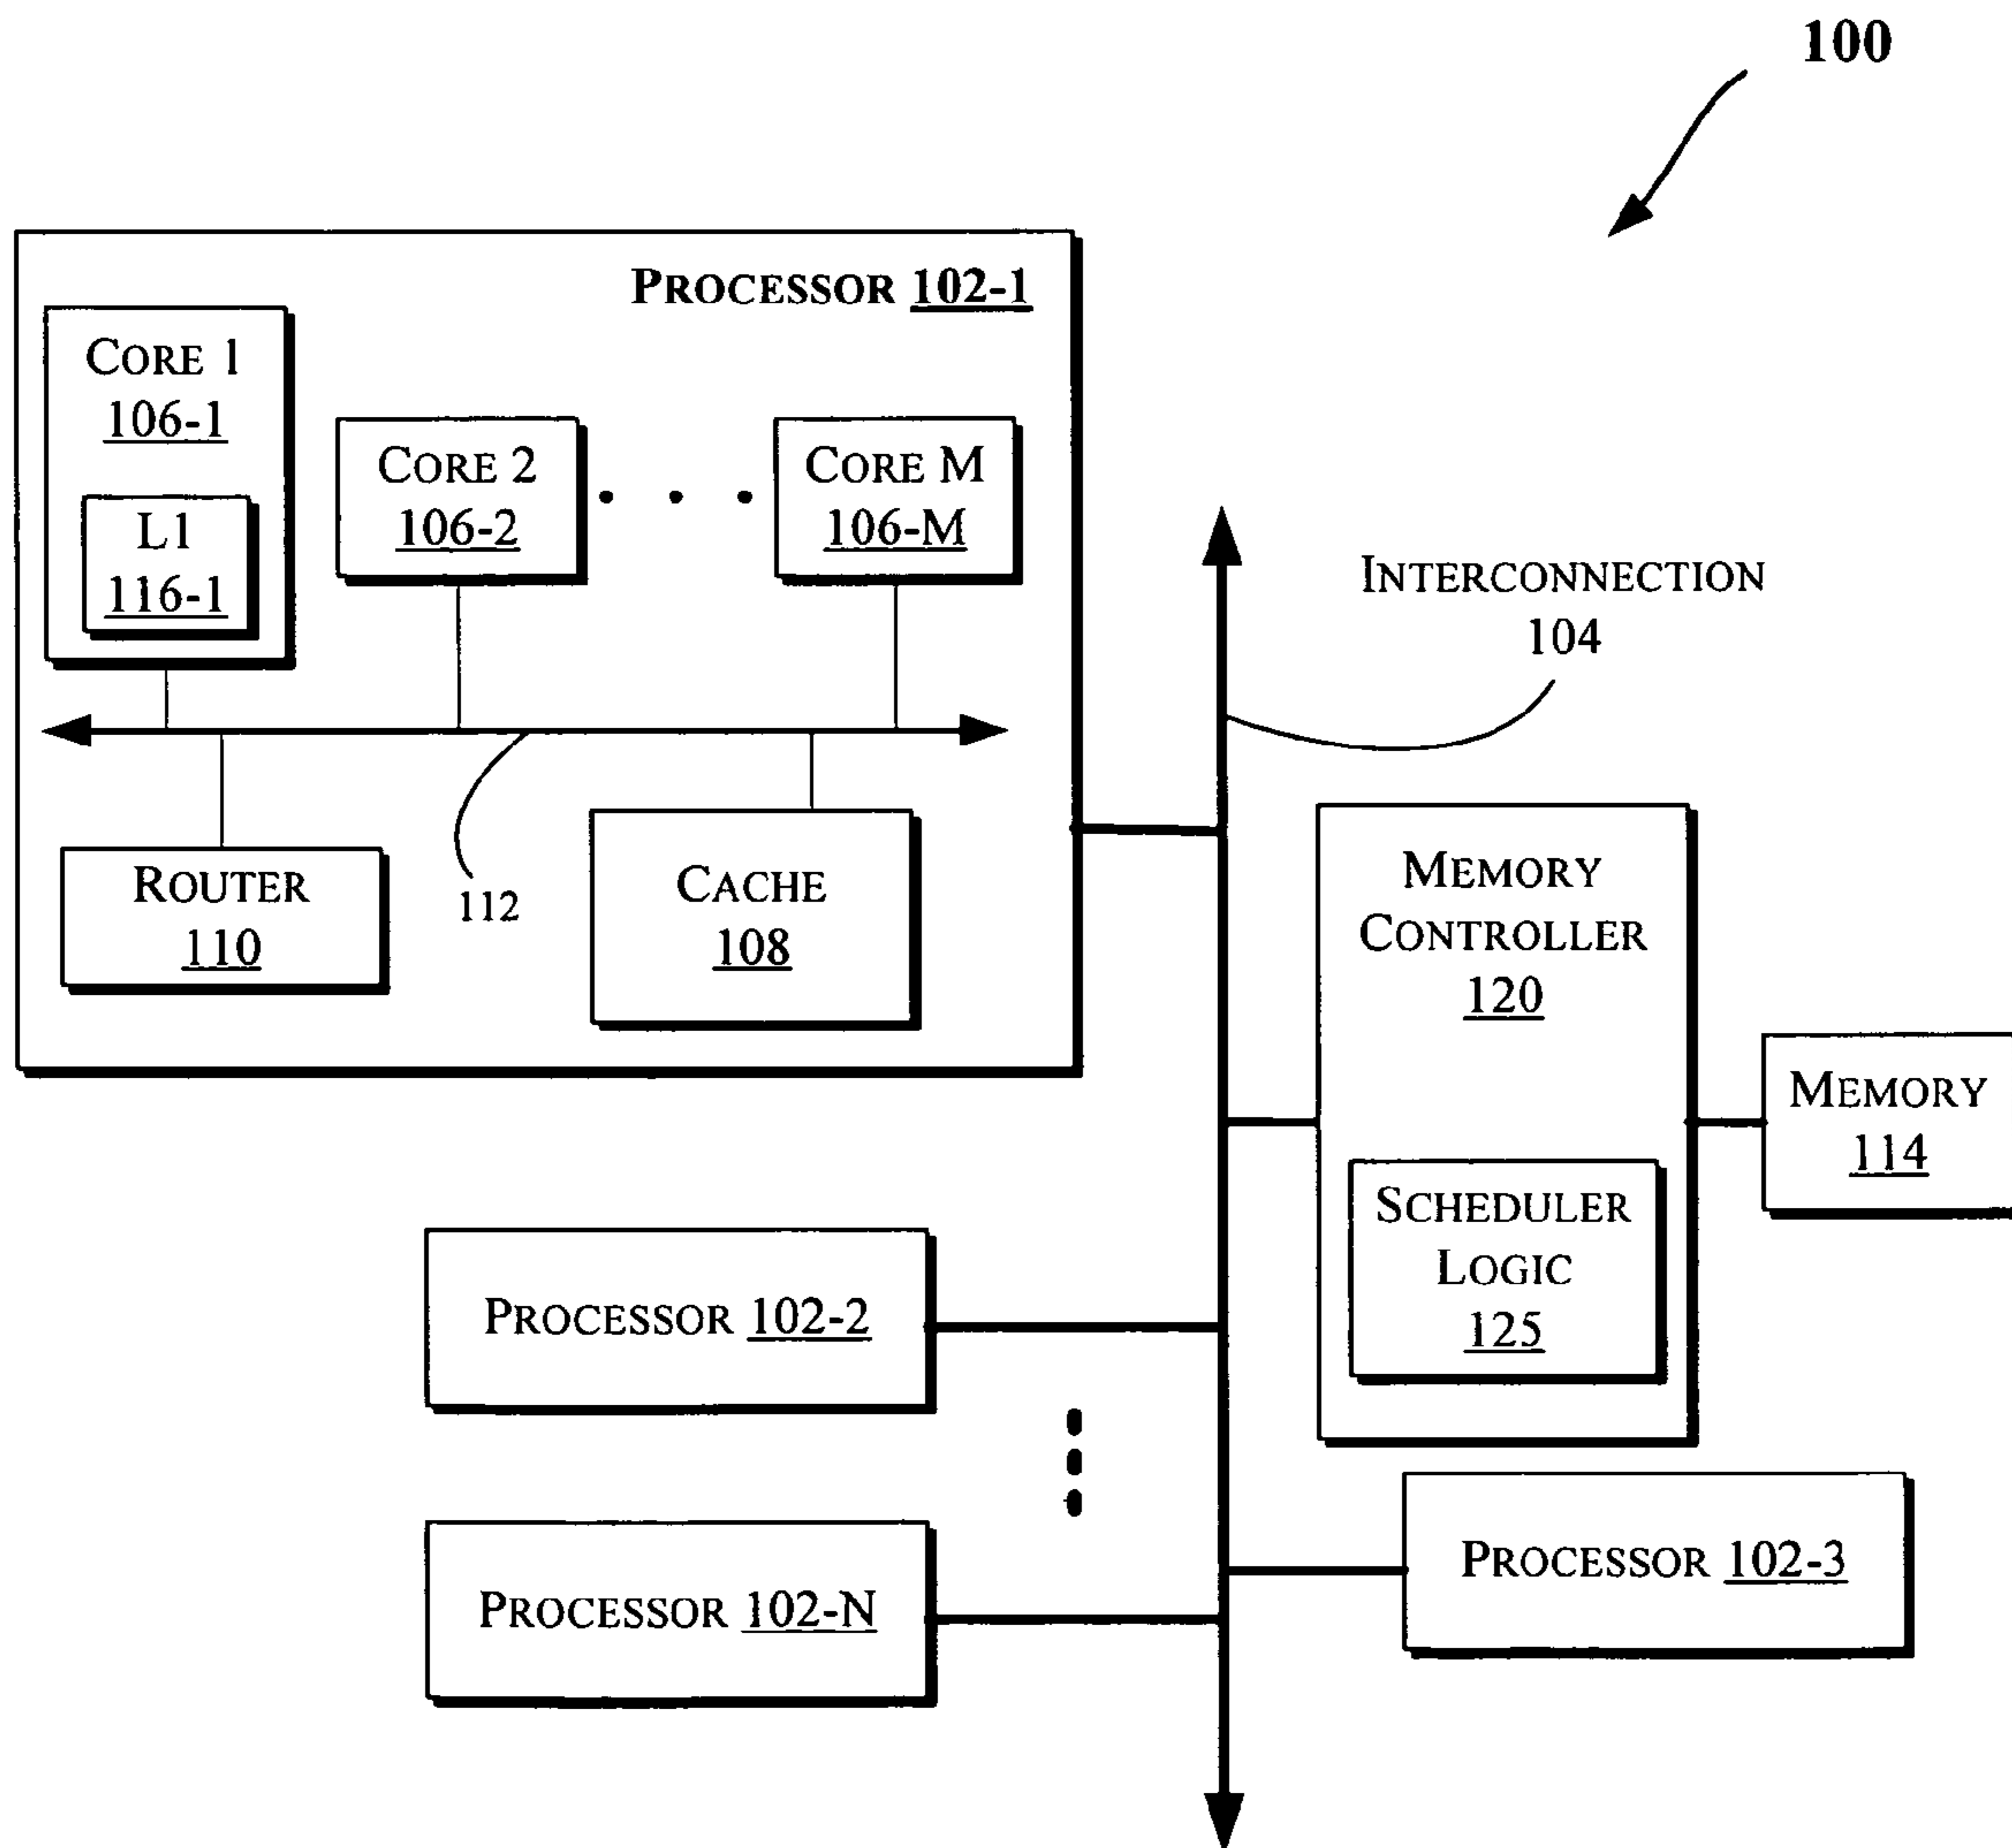 100
PROCESSOR 102-1
CORE 1
106-1
L1
116-1
CORE 2
106-2
CORE M
106-M
ROUTER
110
112
CACHE
108
INTERCONNECTION
104
MEMORY
CONTROLLER
120
SCHEDULER
LOGIC
125
MEMORY
114
PROCESSOR 102-2
PROCESSOR 102-N
PROCESSOR 102-3